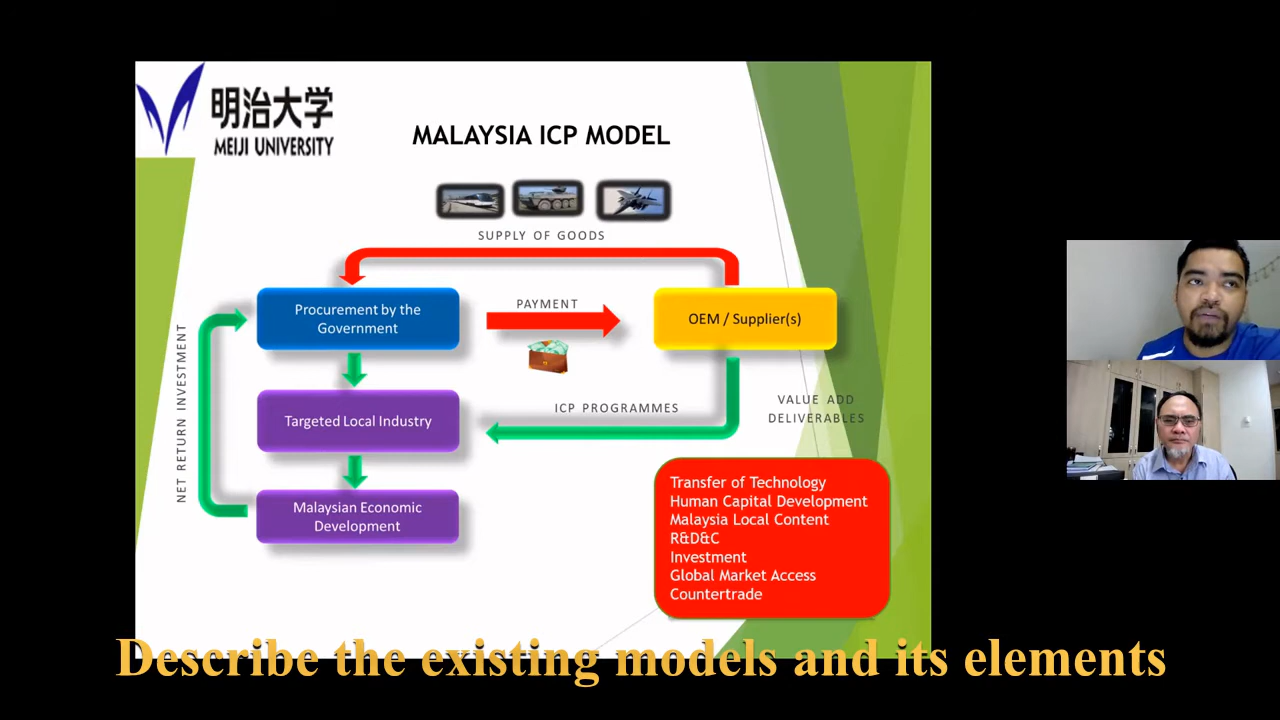 明治大学
MEIJI UNIVERSITY
MALAYSIA ICP MODEL
SUPPLY OF GOODS
Procurement by the
Government
PAYMENT
OEM / Supplier(s)
NET RETURN INVESTMENT
Targeted Local Industry
ICP PROGRAMMES
VALUE ADD
DELIVERABLES
Malaysian Economic
Development
Transfer of Technology
Human Capital Development
Malaysia Local Content
R&D&C
Investment
Global Market Access
Countertrade
Describe the existing models and its elements